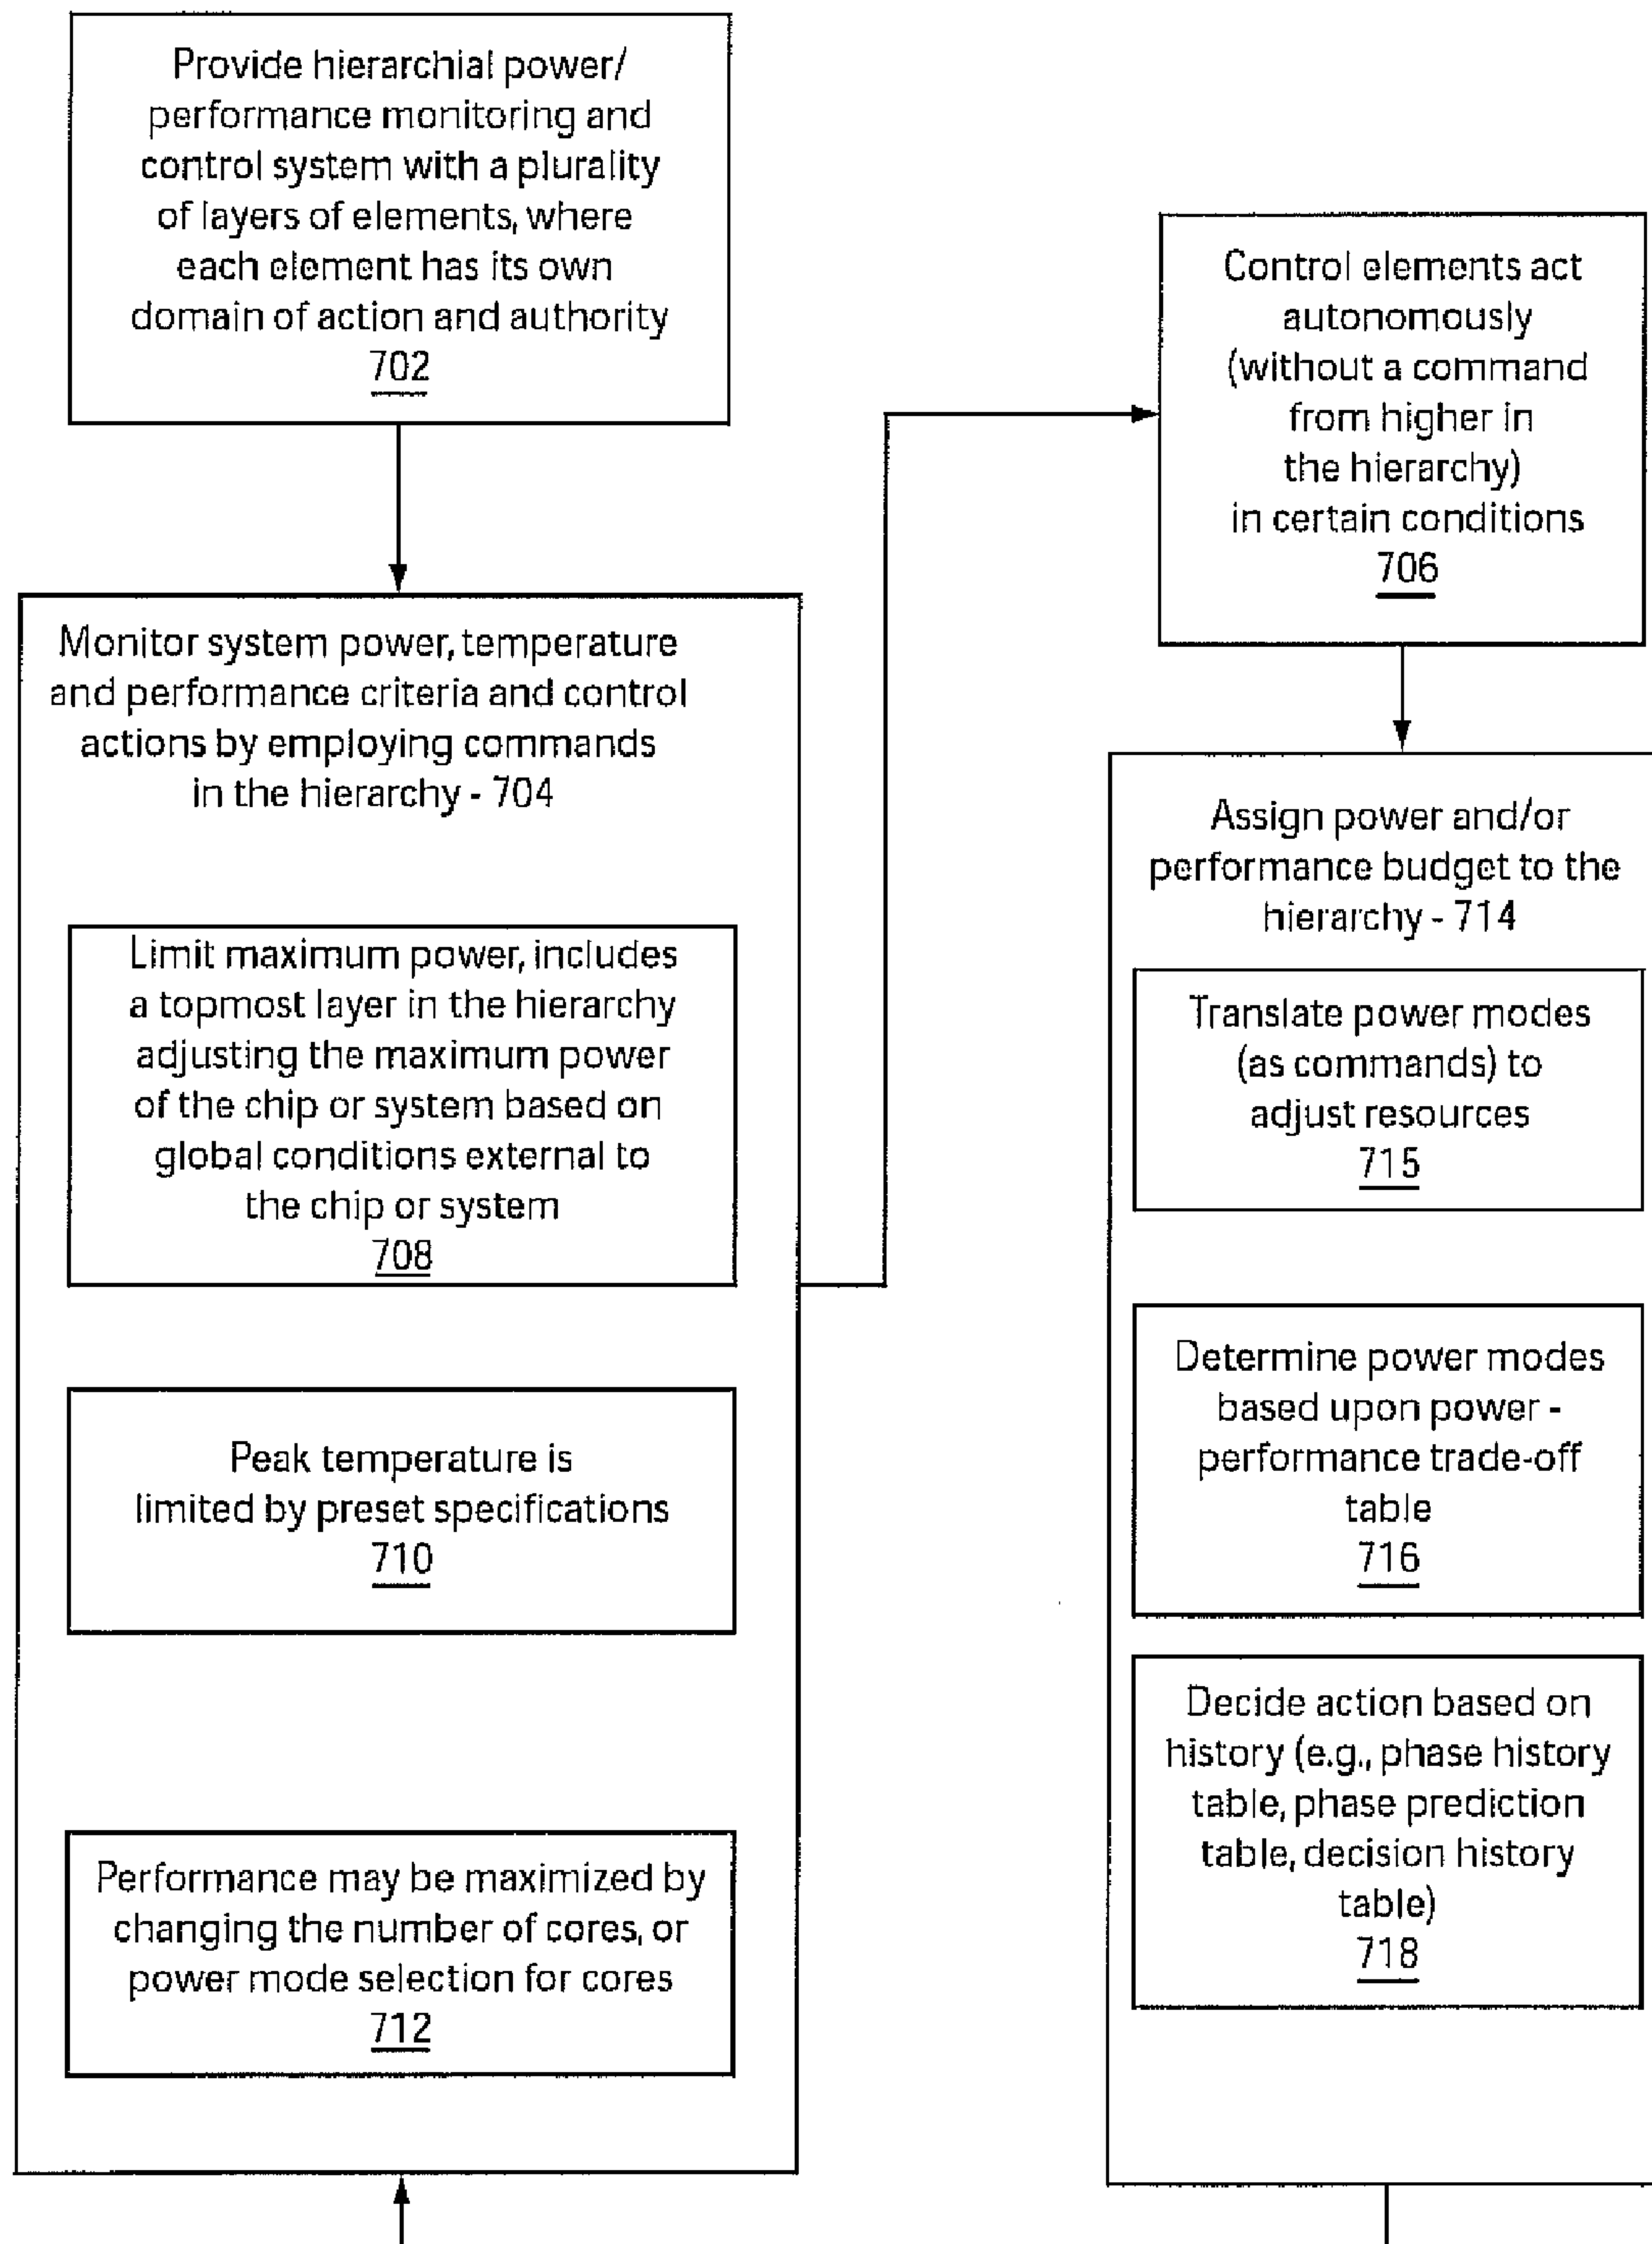 Provide hierarchial power/
performance monitoring and
control system with a plurality
of layers of elements, where
each element has its own
domain of action and authority
702
Monitor system power, temperature
and performance criteria and control
actions by employing commands
in the hierarchy - 704
Limit maximum power, includes
a topmost layer in the hierarchy
adjusting the maximum power
of the chip or system based on
global conditions external to
the chip or system
708
Peak temperature is
limited by preset specifications
710
Performance may be maximized by
changing the number of cores, or
power mode selection for cores
712
Control elements act
autonomously
(without a command
from higher in
the hierarchy)
in certain conditions
706
Assign power and/or
performance budget to the
hierarchy - 714
Translate power modes
(as commands) to
adjust resources
715
Determine power modes
based upon power -
performance trade-off
table
716
Decide action based on
history (e.g., phase history
table, phase prediction
table, decision history
table)
718